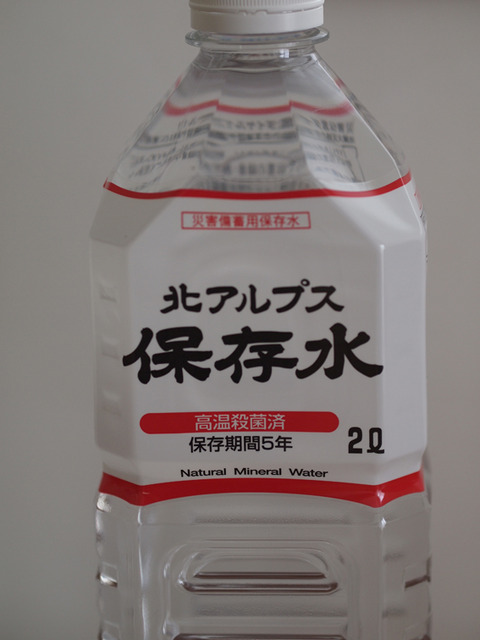 災害備蓄用保存水
北アルプス
保存水
高温殺菌済
保存期間5年
2ℓ
Natural Mineral Water